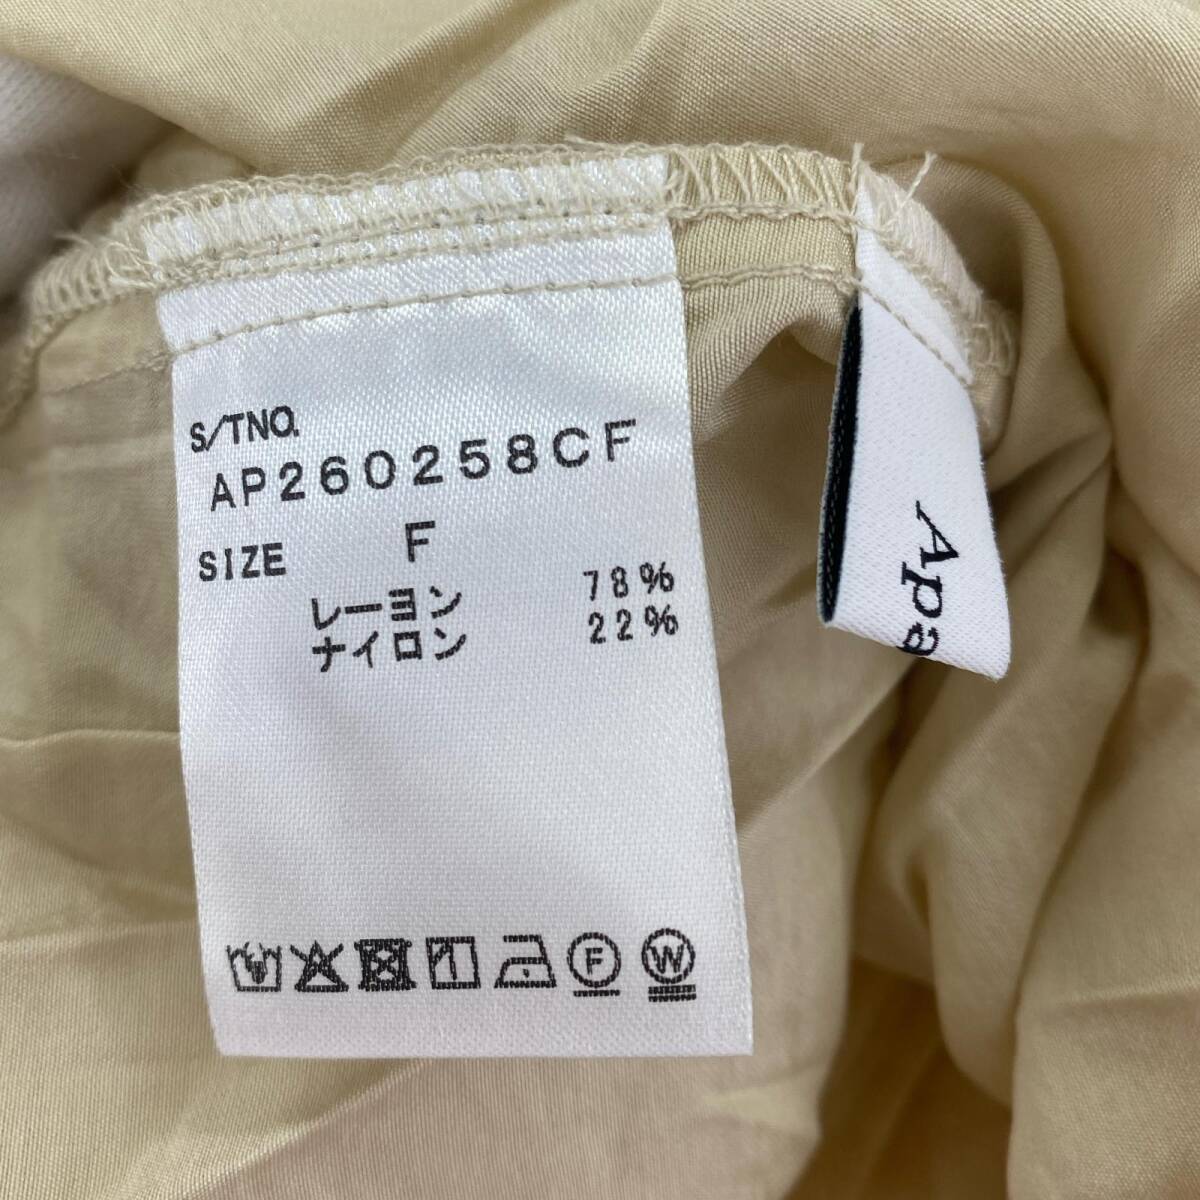 S/TNO.
AP260258CF
SIZE F
レーヨン 78%
ナイロン 22%
F
W
Apa